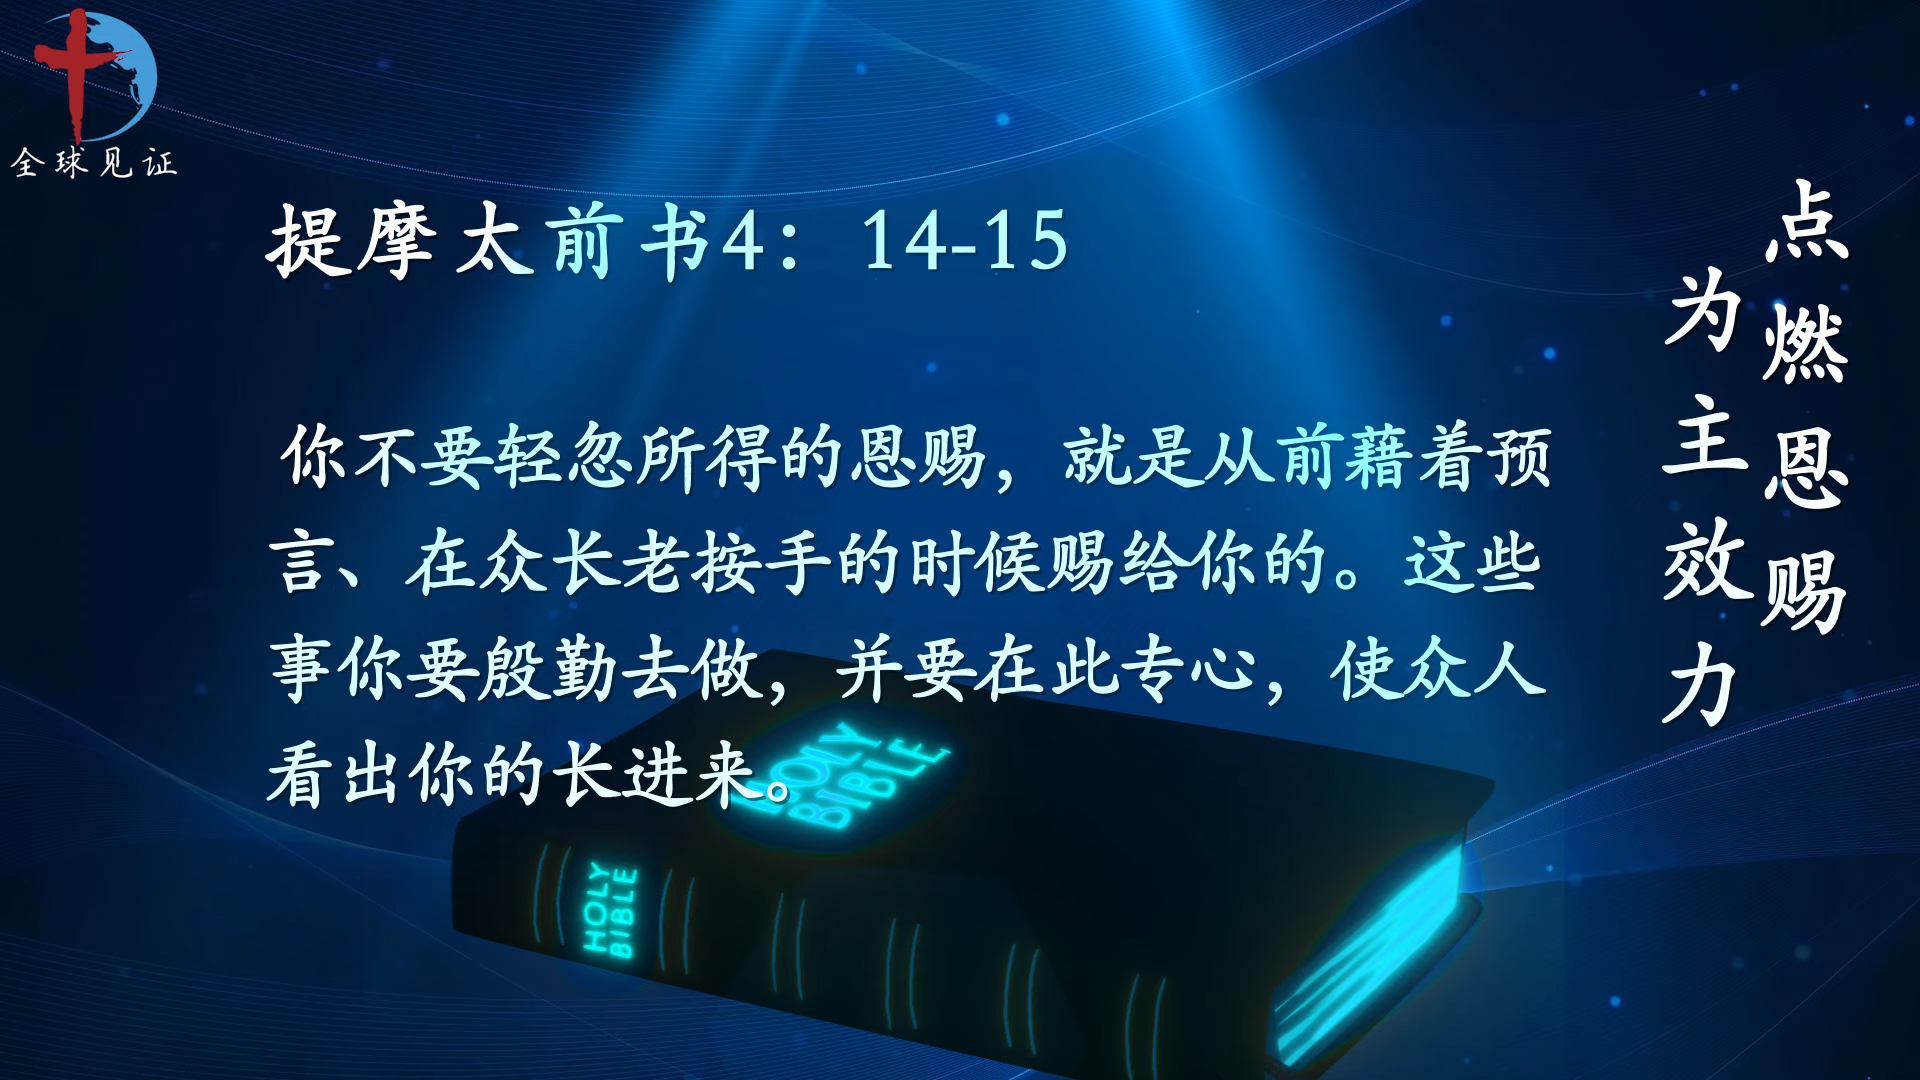 全球见证
提摩太前书4：14-15
你不要轻忽所得的恩赐，就是从前藉着预
言、在众长老按手的时候赐给你的。这些
事你要殷勤去做，并要在此专心，使众人
看出你的长进来。
点燃恩赐
为主效力
HOLY
BIBLE
HOLY
BIBLE